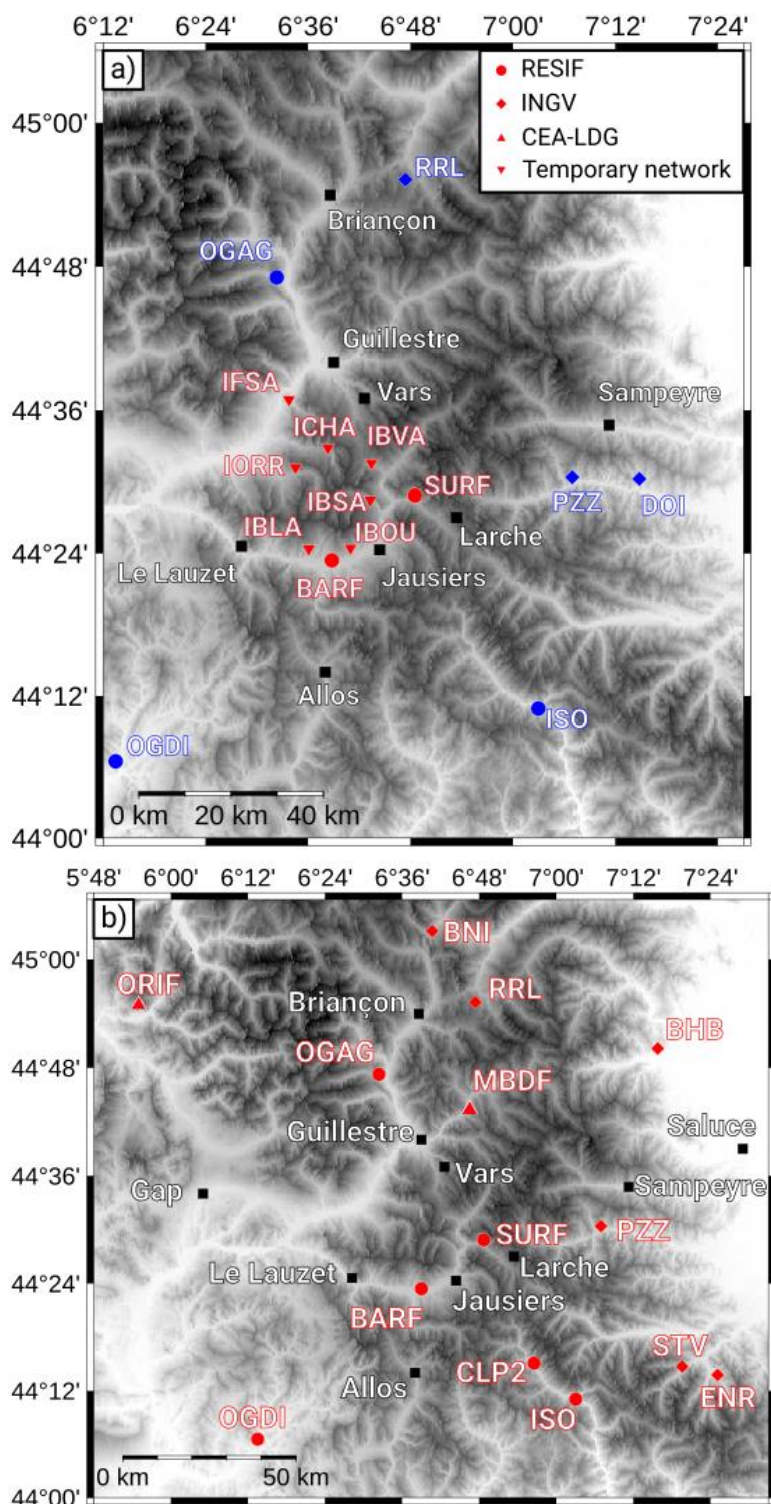 6°12' 6°24' 6°36' 6°48' 7°00' 7°24'
a)
RESIF
INGV
CEA-LDG
Temporary network
45°00'
RRL
Briançon
OGAG
44°48'
Guillestre
IFSA
Vars
Sampeyre
44°36'
ICHA IBVA
IORR
SURF
PZZ DOI
IBSA
IBLA IBOU
Larche
44°24'
Le Lauzet
Jausiers
BARF
44°12'
Allos
ISO
OGDI
0 km 20 km 40 km
44°00'
5°48' 6°00' 6°12' 6°24' 6°36' 6°48' 7°00' 7°12' 7°24'
b)
BNI
45°00'
ORIF
RRL
Briançon
BHB
OGAG
44°48'
MBDF
Guillestre
Saluce
44°36'
Vars
Sampeyre
Gap
SURF
PZZ
Le Lauzet
Larche
44°24'
Jausiers
BARF
STV
CLP2
Allos
ENR
44°12'
ISO
OGDI
0 km 50 km
44°00'